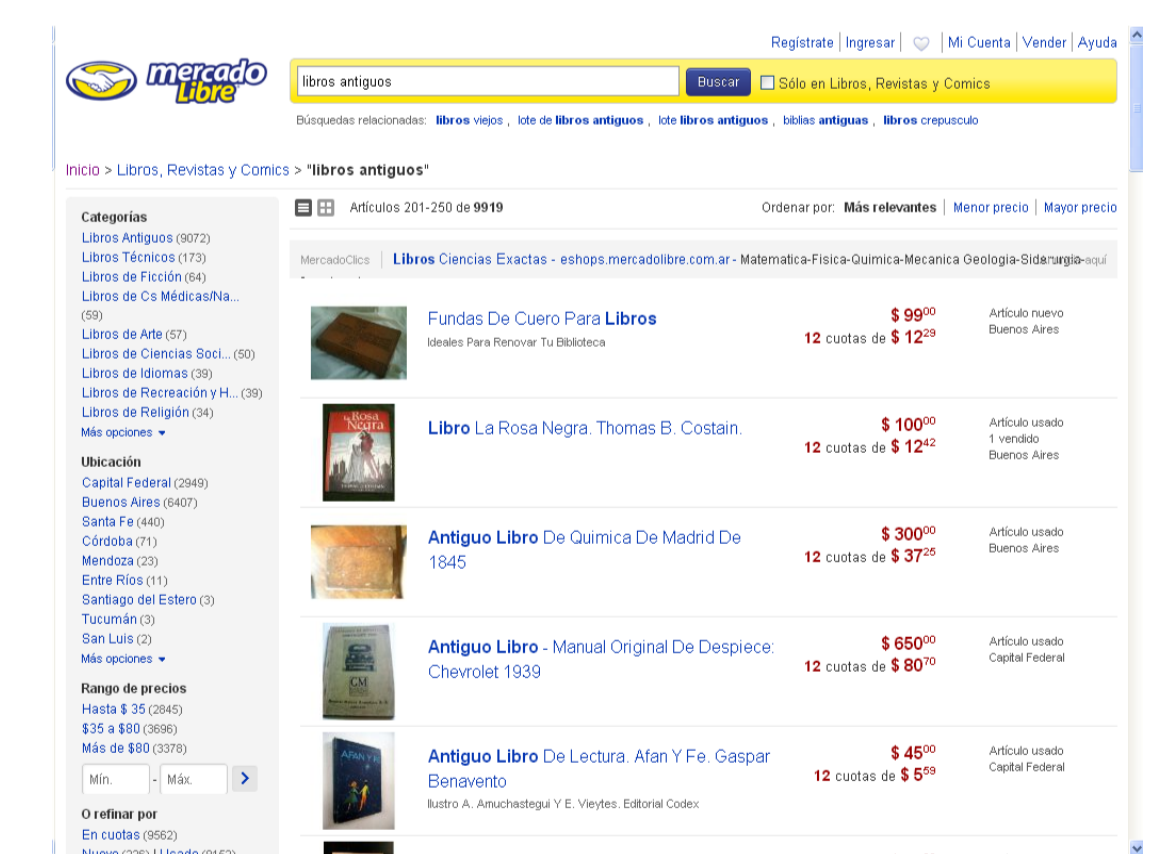 Regístrate | Ingresar | Mi Cuenta | Vender | Ayuda
mercado
Libre
libros antiguos
Buscar
Sólo en Libros, Revistas y Comics
Búsquedas relacionadas: libros viejos , lote de libros antiguos , lote libros antiguos , biblias antiguas , libros crepusculo
Inicio > Libros, Revistas y Comics > "libros antiguos"
Categorías
Libros Antiguos (9072)
Libros Técnicos (173)
Libros de Ficción (64)
Libros de Cs Médicas/Na...
(59)
Libros de Arte (57)
Libros de Ciencias Soci... (50)
Libros de Idiomas (39)
Libros de Recreación y H... (39)
Libros de Religión (34)
Más opciones
Ubicación
Capital Federal (2949)
Buenos Aires (6407)
Santa Fe (440)
Córdoba (71)
Mendoza (23)
Entre Ríos (11)
Santiago del Estero (3)
Tucumán (3)
San Luis (2)
Más opciones
Rango de precios
Hasta $ 35 (2845)
$35 a $80 (3696)
Más de $80 (3378)
Mín. - Máx.
O refinar por
En cuotas (9562)
Artículos 201-250 de 9919
Ordenar por: Más relevantes | Menor precio | Mayor precio
MercadoClics | Libros Ciencias Exactas - eshops.mercadolibre.com.ar - Matematica-Fisica-Quimica-Mecanica Geologia-Siderurgia- aquí
Fundas De Cuero Para Libros
Ideales Para Renovar Tu Biblioteca
$ 99⁰⁰
12 cuotas de $ 12²⁹
Artículo nuevo
Buenos Aires
La Rosa
Negra
Libro La Rosa Negra. Thomas B. Costain.
$ 100⁰⁰
12 cuotas de $ 12⁴²
Artículo usado
1 vendido
Buenos Aires
Antiguo Libro De Quimica De Madrid De
1845
$ 300⁰⁰
12 cuotas de $ 37²⁵
Artículo usado
Buenos Aires
GM
Antiguo Libro - Manual Original De Despiece:
Chevrolet 1939
$ 650⁰⁰
12 cuotas de $ 80⁷⁰
Artículo usado
Capital Federal
AFAN Y FE
Antiguo Libro De Lectura. Afan Y Fe. Gaspar
Benavento
Ilustro A. Amuchastegui Y E. Vieytes. Editorial Codex
$ 45⁰⁰
12 cuotas de $ 5⁵⁹
Artículo usado
Capital Federal